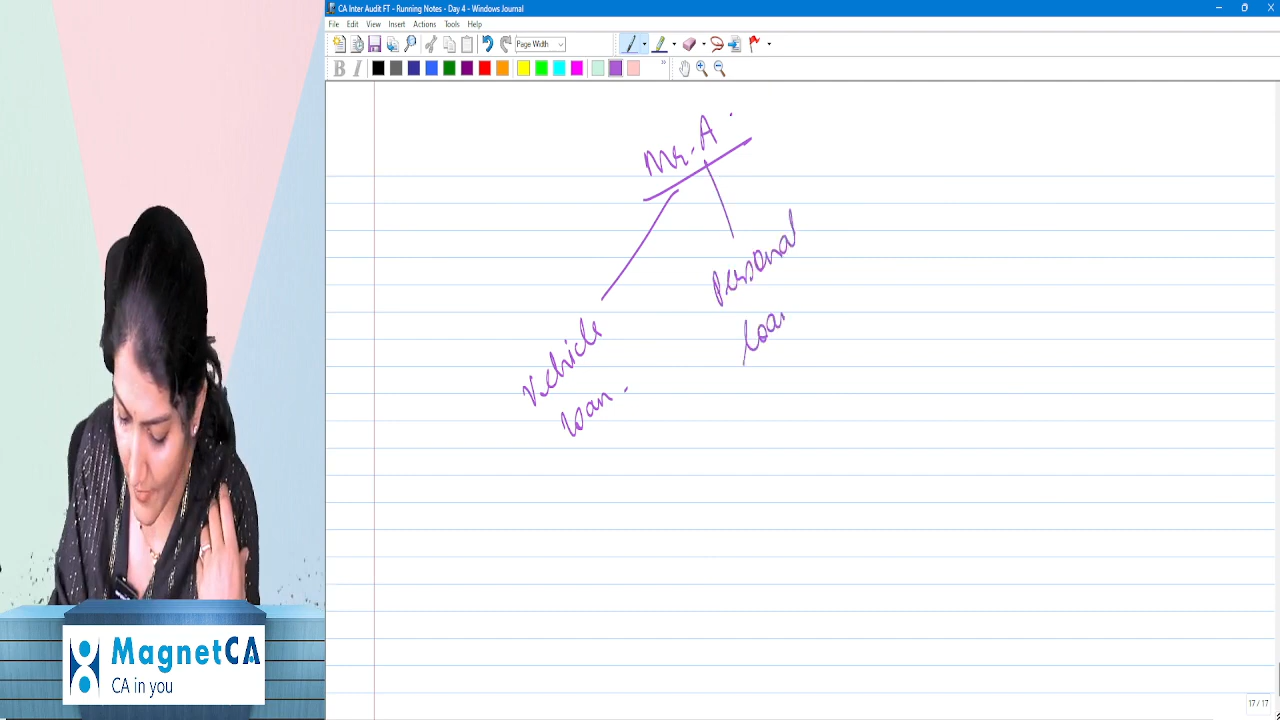 CA Inter Audit FT - Running Notes - Day 4 - Windows Journal
File Edit View Insert Actions Tools Help
Page Width
B I
Mr. A.
Vehicle
loan.
Personal
loan
MagnetCA
CA in you
17 / 17